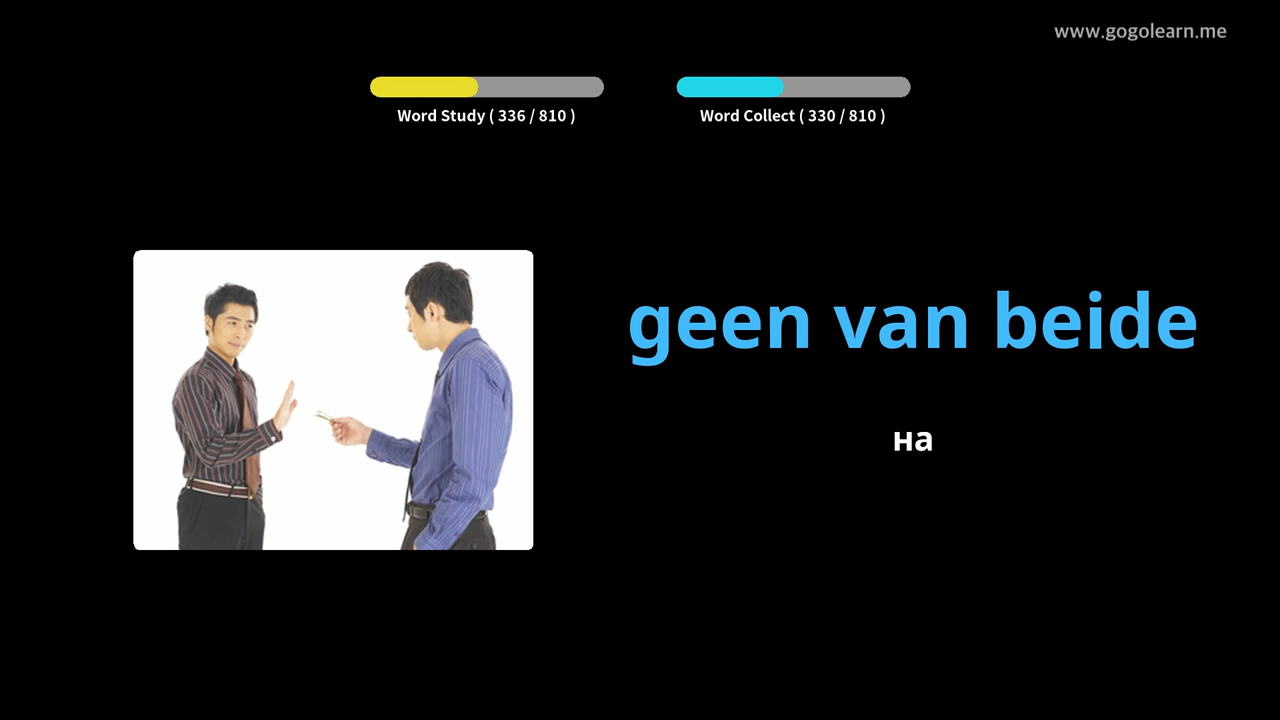 www.gogolearn.me
Word Study ( 336 / 810 )
Word Collect ( 330 / 810 )
geen van beide
на